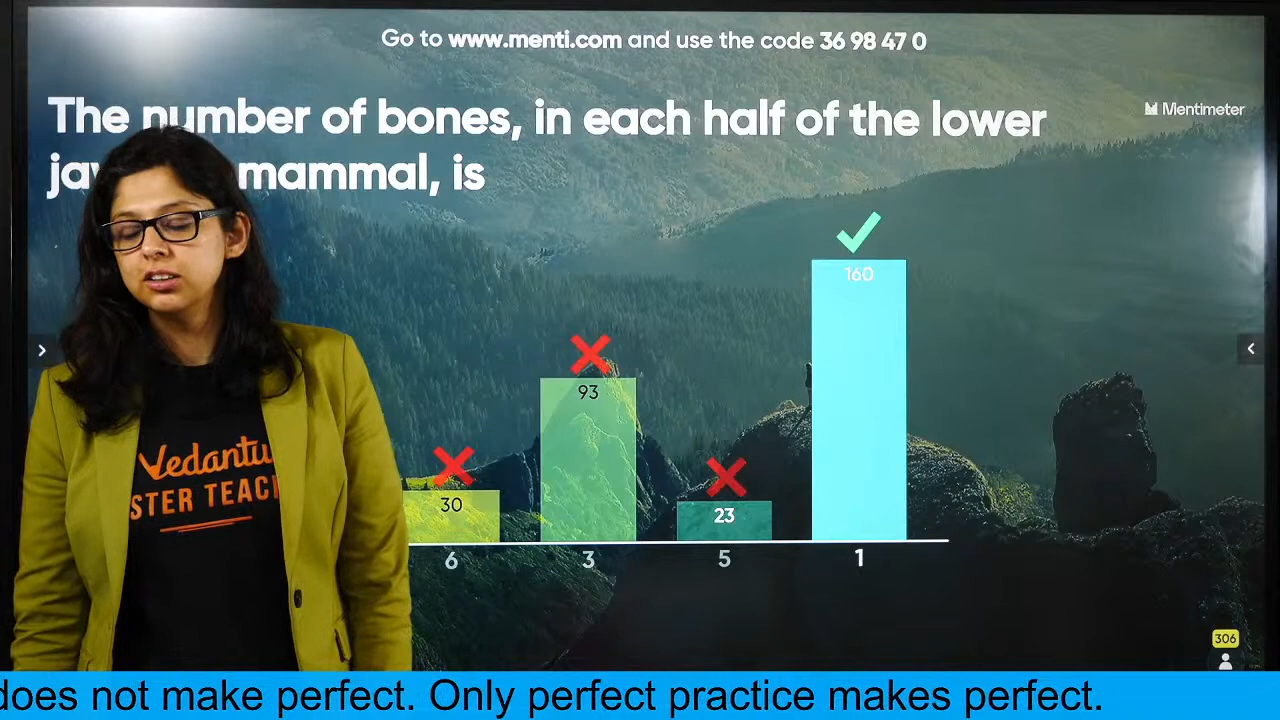 Go to www.menti.com and use the code 36 98 47 0
The number of bones, in each half of the lower
mammal, is
Mentimeter
160
93
30
23
6 3 5 1
306
Vedantu
STER TEACH
does not make perfect. Only perfect practice makes perfect.